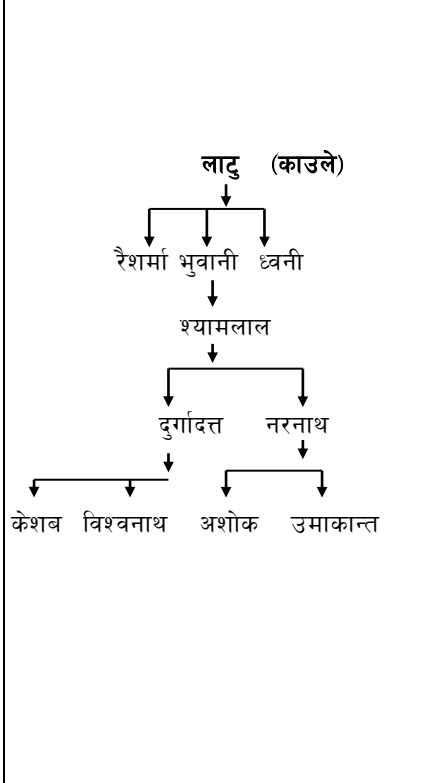 लाटु (काउले)
रैशर्मा भुवानी ध्वनी
श्यामलाल
दुर्गादत्त नरनाथ
केशब विश्वनाथ अशोक उमाकान्त